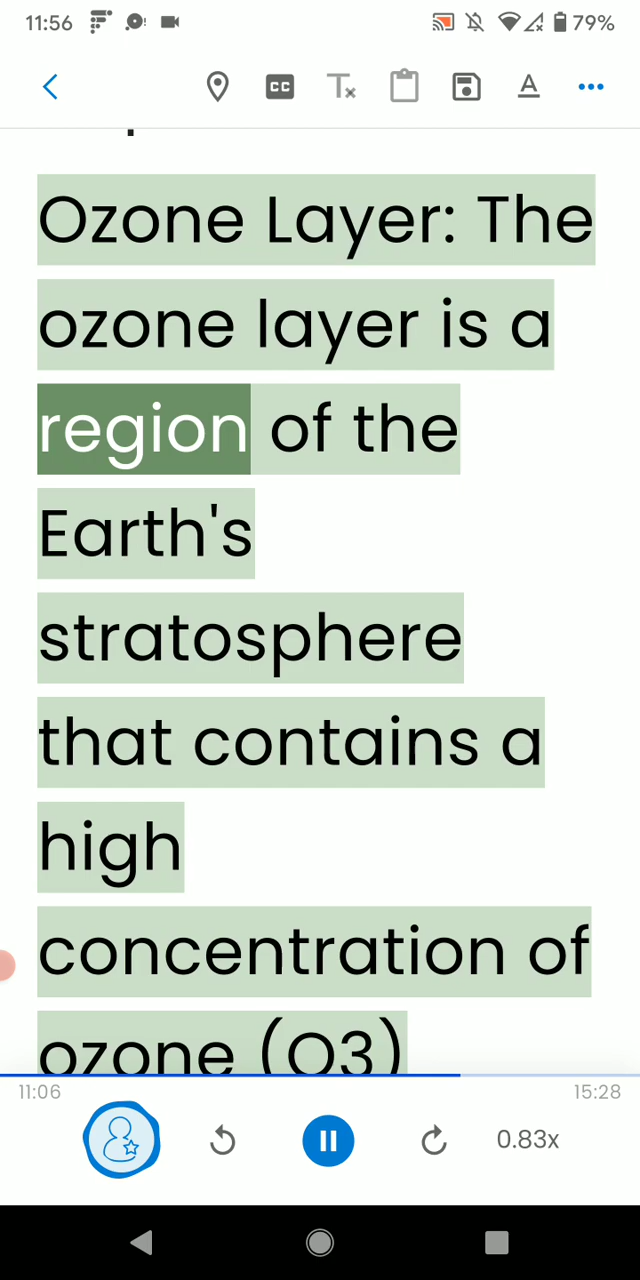 11:56
79%
CC
Ozone Layer: The
ozone layer is a
region of the
Earth's
stratosphere
that contains a
high
concentration of
ozone (O3)
11:06
15:28
0.83x